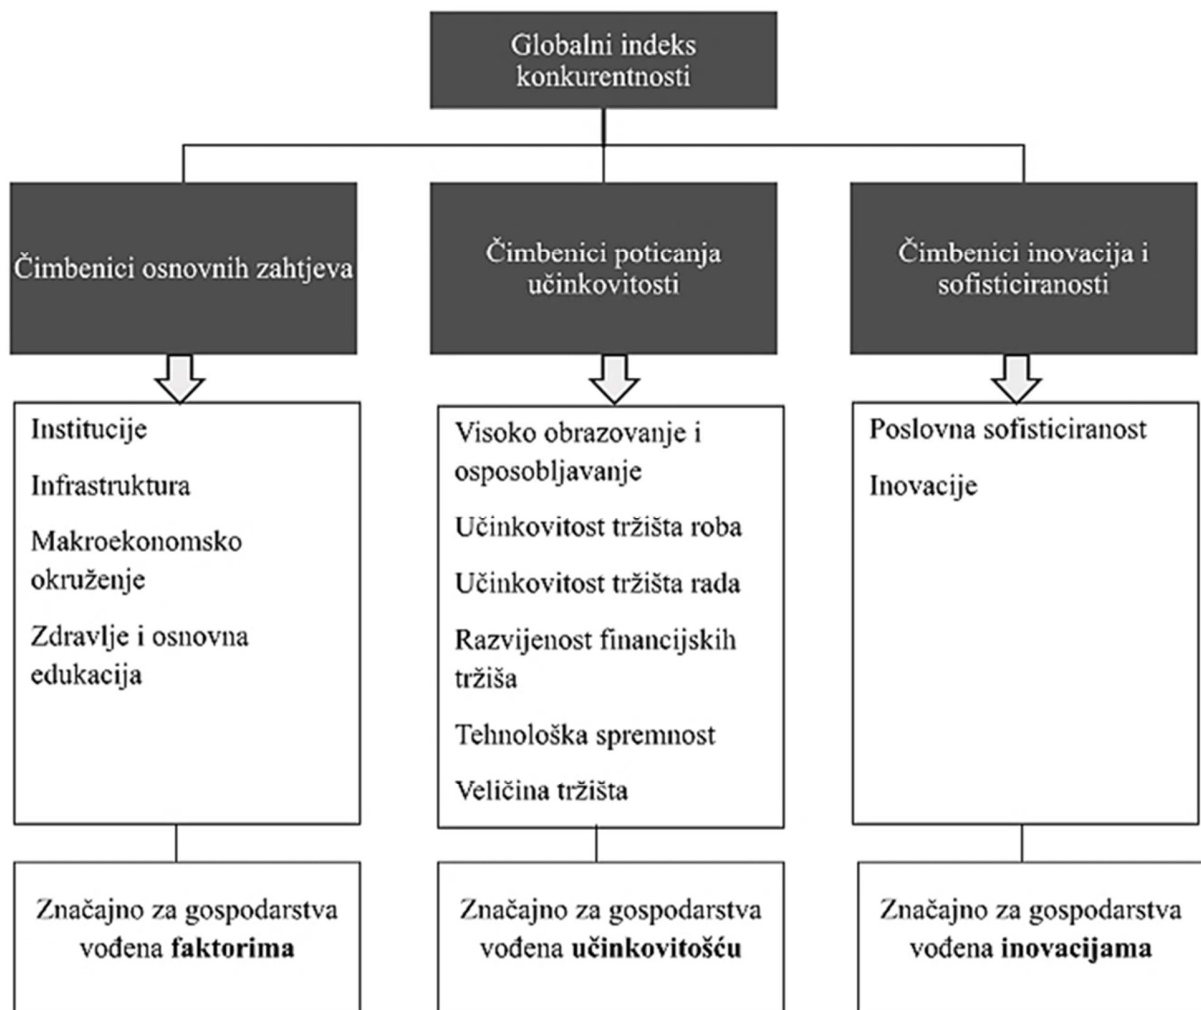 Globalni indeks
konkurentnosti
Čimbenici osnovnih zahtjeva
Čimbenici poticanja
učinkovitosti
Čimbenici inovacija i
sofisticiranosti
Institucije
Infrastruktura
Makroekonomsko
okruženje
Zdravlje i osnovna
edukacija
Visoko obrazovanje i
osposobljavanje
Učinkovitost tržišta roba
Učinkovitost tržišta rada
Razvijenost financijskih
tržiša
Tehnološka spremnost
Veličina tržišta
Poslovna sofisticiranost
Inovacije
Značajno za gospodarstva
vođena faktorima
Značajno za gospodarstva
vođena učinkovitošću
Značajno za gospodarstva
vođena inovacijama